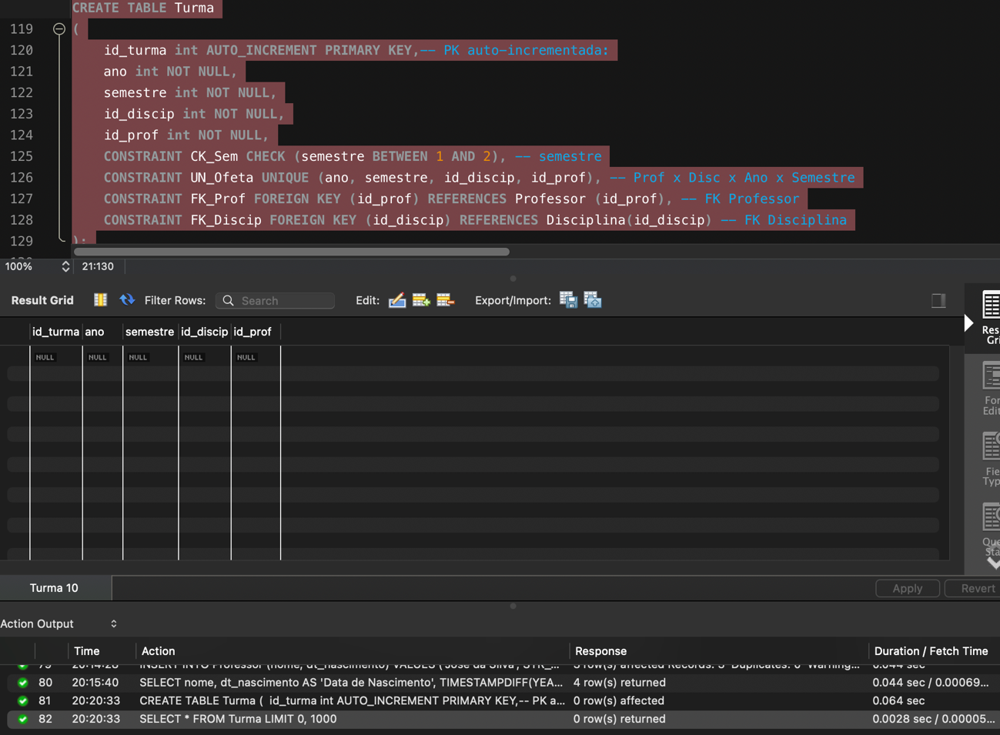 CREATE TABLE Turma
119 (
120 id_turma int AUTO_INCREMENT PRIMARY KEY,-- PK auto-incrementada:
121 ano int NOT NULL,
122 semestre int NOT NULL,
123 id_discip int NOT NULL,
124 id_prof int NOT NULL,
125 CONSTRAINT CK_Sem CHECK (semestre BETWEEN 1 AND 2), -- semestre
126 CONSTRAINT UN_Ofeta UNIQUE (ano, semestre, id_discip, id_prof), -- Prof x Disc x Ano x Semestre
127 CONSTRAINT FK_Prof FOREIGN KEY (id_prof) REFERENCES Professor (id_prof), -- FK Professor
128 CONSTRAINT FK_Discip FOREIGN KEY (id_discip) REFERENCES Disciplina(id_discip) -- FK Disciplina
129 );
100% 21:130
Result Grid Filter Rows: Search Edit: Export/Import:
id_turma ano semestre id_discip id_prof
NULL NULL NULL NULL NULL
Res
Gri
For
Edit
Fie
Typ
Que
Sta
Turma 10 Apply Revert
Action Output
Time Action Response Duration / Fetch Time
79 20:14:28 INSERT INTO Professor (nome, dt_nascimento) VALUES ('José da Silva', STR_... 3 row(s) affected Records: 3 Duplicates: 0 Warning... 0.044 sec
80 20:15:40 SELECT nome, dt_nascimento AS 'Data de Nascimento', TIMESTAMPDIFF(YEA... 4 row(s) returned 0.044 sec / 0.00069...
81 20:20:33 CREATE TABLE Turma ( id_turma int AUTO_INCREMENT PRIMARY KEY,-- PK a... 0 row(s) affected 0.064 sec
82 20:20:33 SELECT * FROM Turma LIMIT 0, 1000 0 row(s) returned 0.0028 sec / 0.00005...